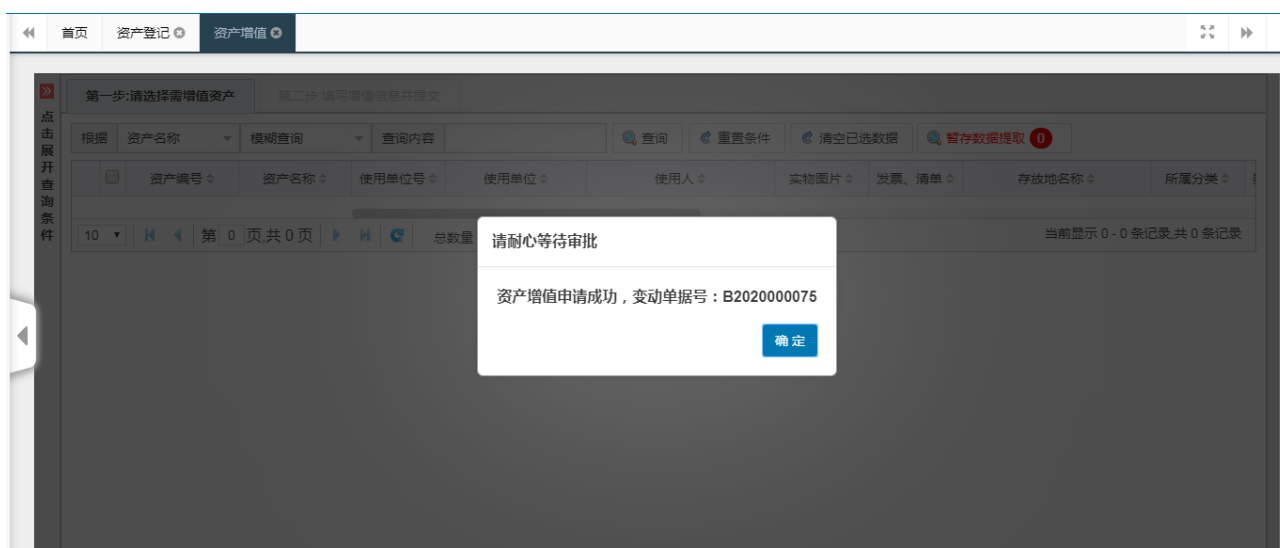 首页 资产登记 资产增值
点击展开查询条件
第一步:请选择需增值资产 第二步:填写增值信息并提交
根据 资产名称 模糊查询 查询内容 查询 重置条件 清空已选数据 暂存数据提取 0
资产编号 资产名称 使用单位号 使用单位 使用人 实物图片 发票、清单 存放地名称 所属分类
10 第 0 页,共 0 页 总数量 当前显示 0 - 0 条记录,共 0 条记录
请耐心等待审批
资产增值申请成功，变动单据号：B2020000075
确 定